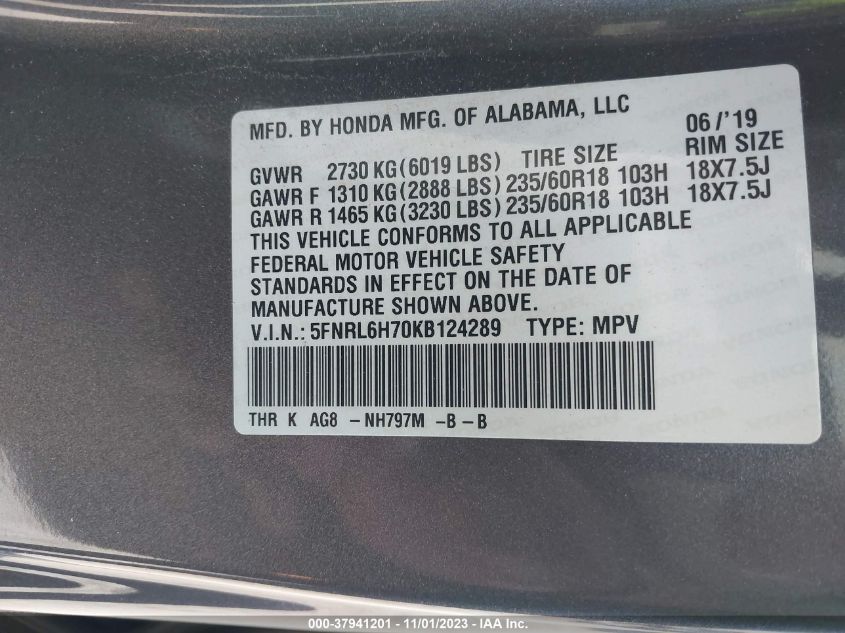 MFD. BY HONDA MFG. OF ALABAMA, LLC 06/'19
GVWR 2730 KG (6019 LBS) TIRE SIZE RIM SIZE
GAWR F 1310 KG (2888 LBS) 235/60R18 103H 18X7.5J
GAWR R 1465 KG (3230 LBS) 235/60R18 103H 18X7.5J
THIS VEHICLE CONFORMS TO ALL APPLICABLE
FEDERAL MOTOR VEHICLE SAFETY
STANDARDS IN EFFECT ON THE DATE OF
MANUFACTURE SHOWN ABOVE.
V.I.N.: 5FNRL6H70KB124289 TYPE: MPV
THR K AG8 – NH797M – B – B
000-37941201 - 11/01/2023 - IAAI.com